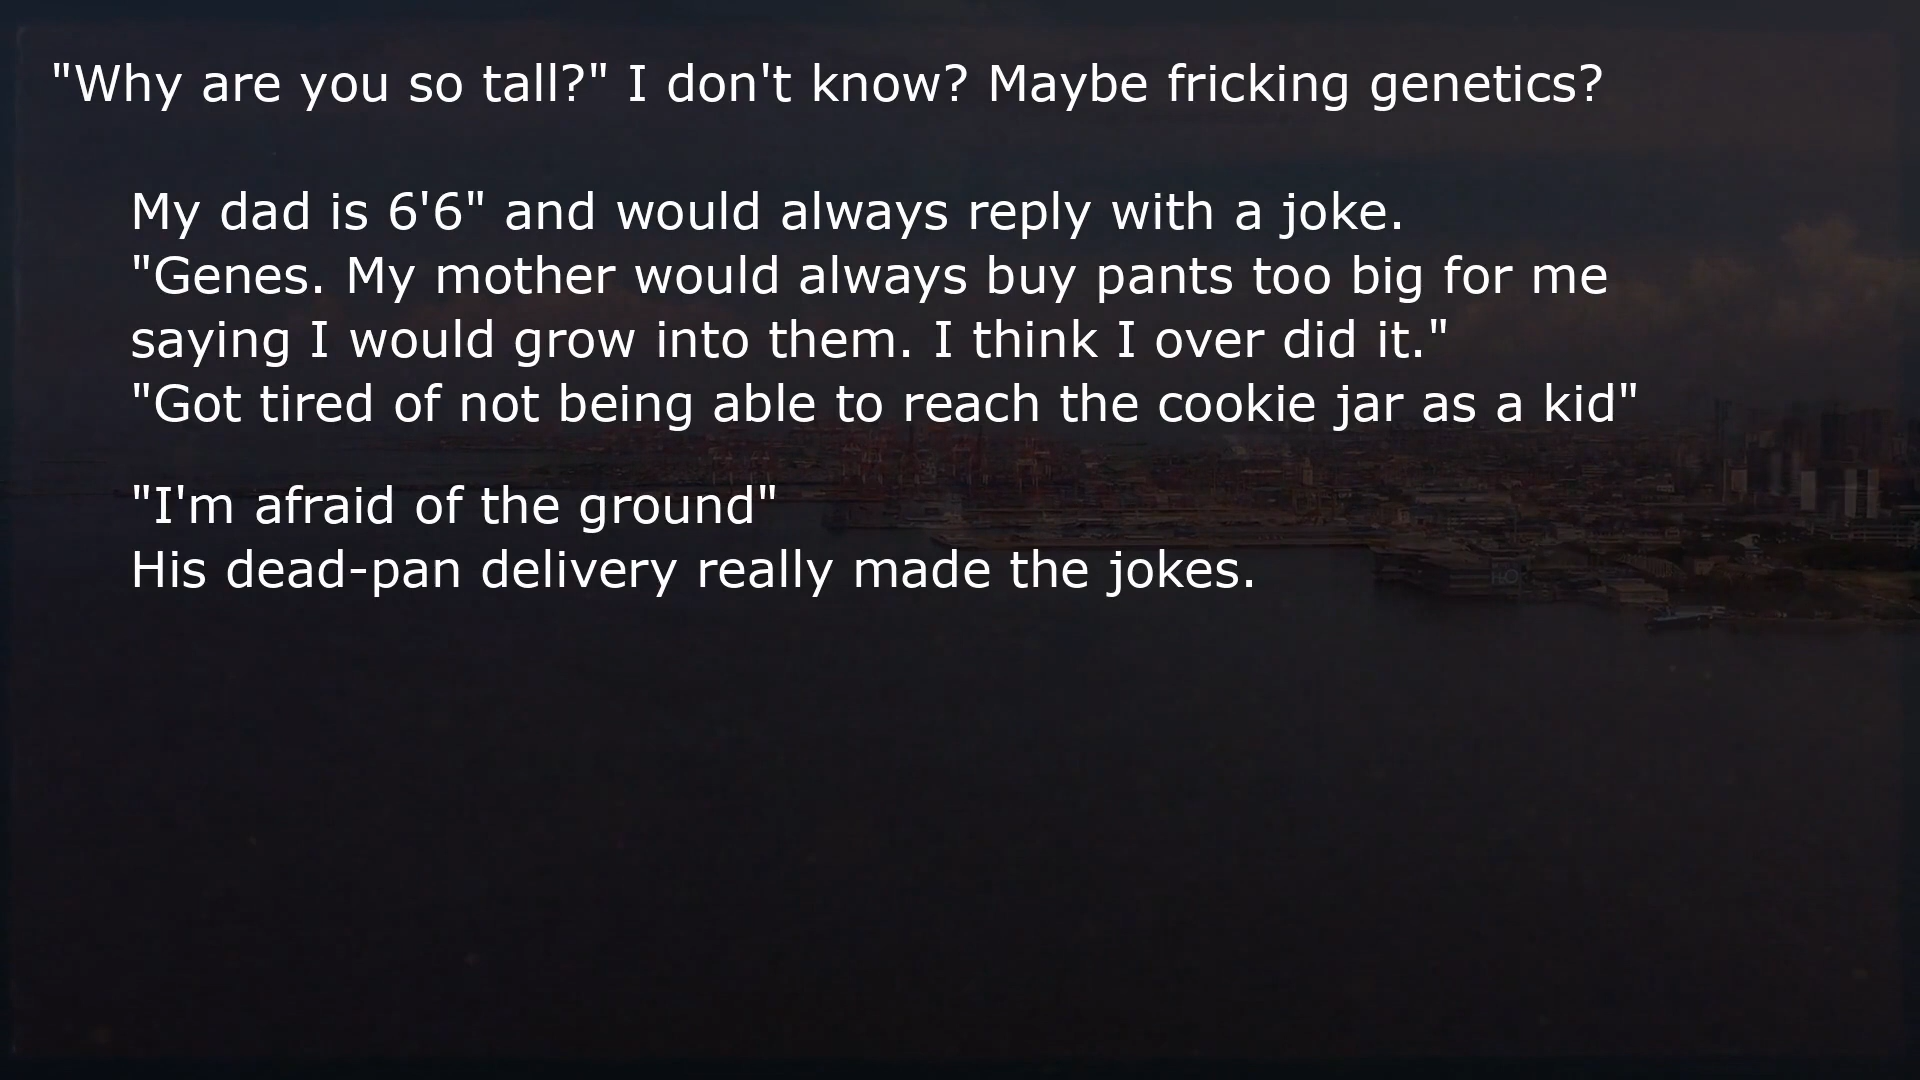 "Why are you so tall?" I don't know? Maybe fricking genetics?
My dad is 6'6" and would always reply with a joke.
"Genes. My mother would always buy pants too big for me
saying I would grow into them. I think I over did it."
"Got tired of not being able to reach the cookie jar as a kid"
"I'm afraid of the ground"
His dead-pan delivery really made the jokes.